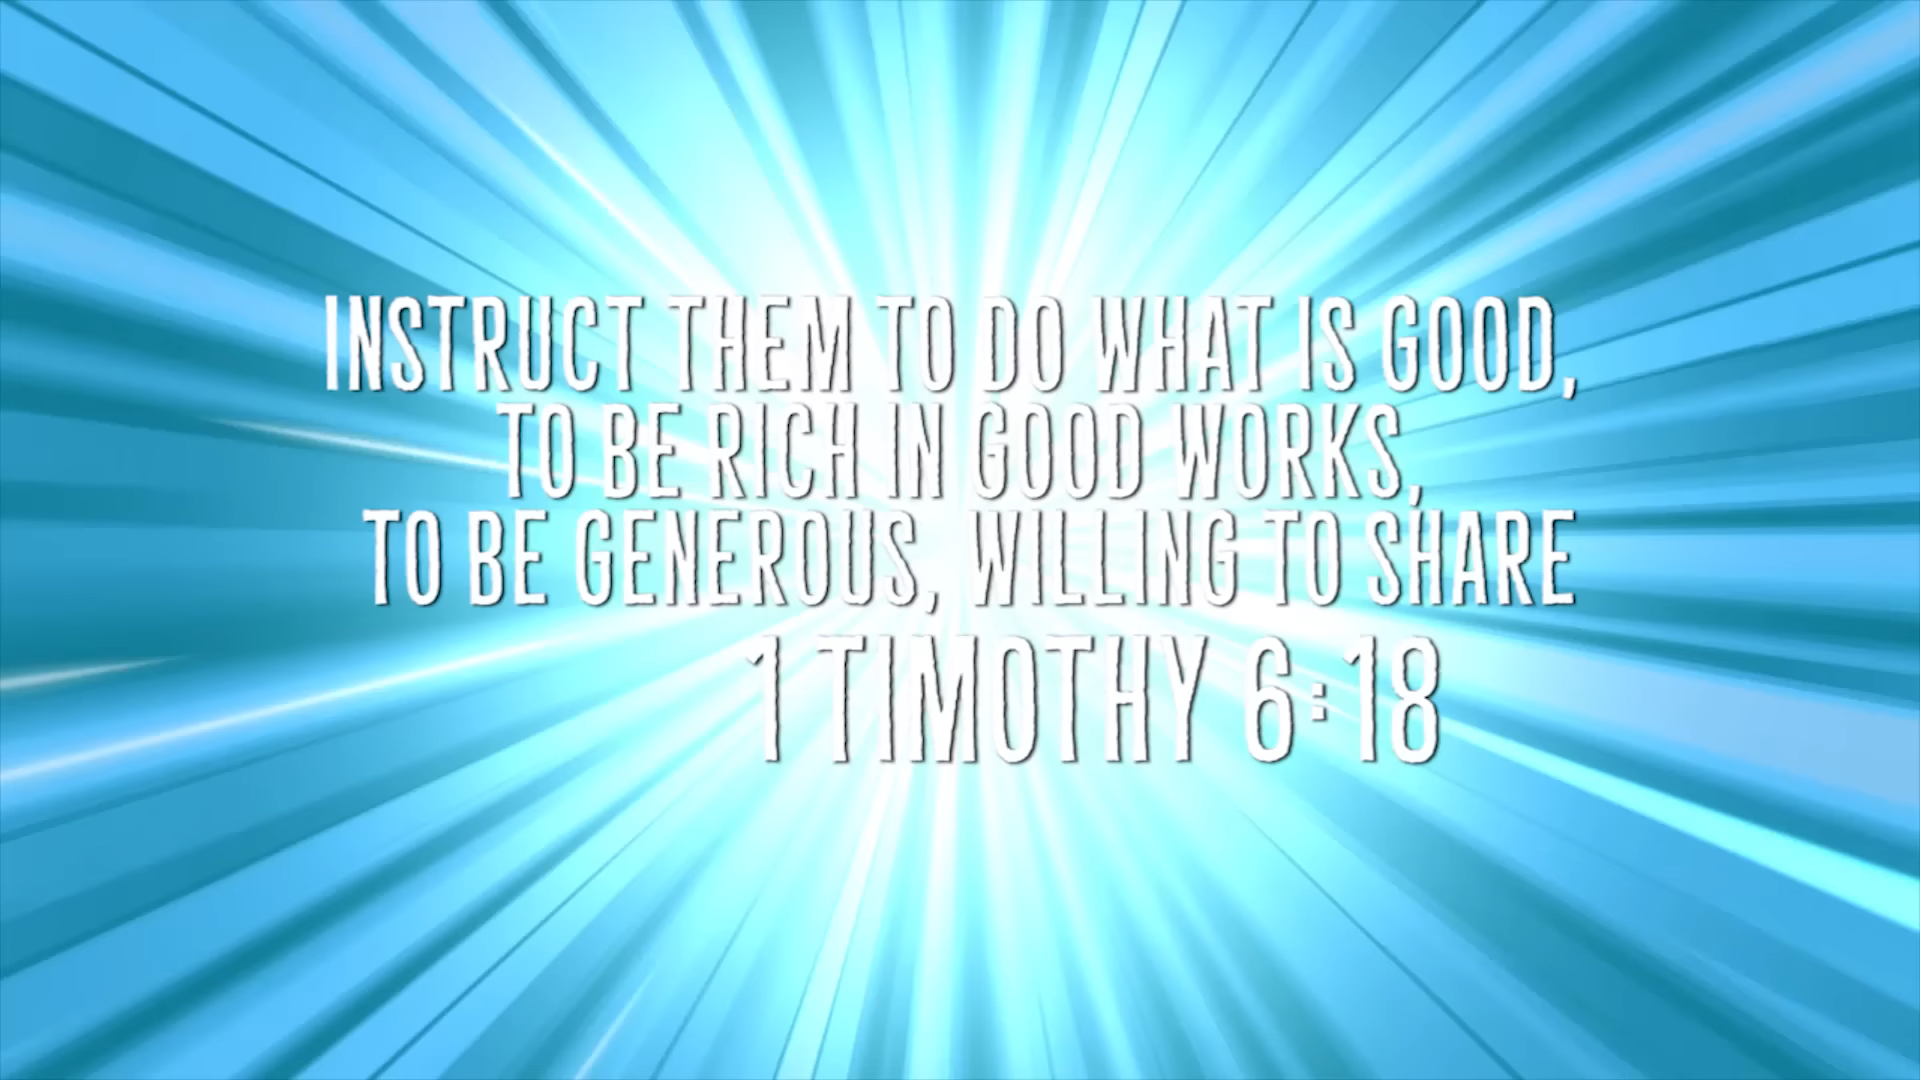 INSTRUCT THEM TO DO WHAT IS GOOD,
TO BE RICH IN GOOD WORKS,
TO BE GENEROUS, WILLING TO SHARE
1 TIMOTHY 6:18